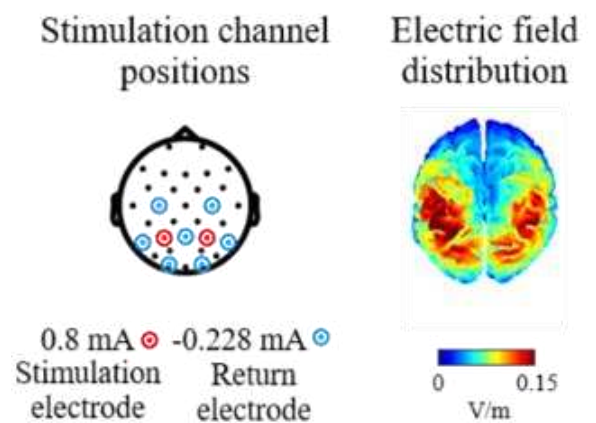 Stimulation channel
positions
Electric field
distribution
0.8 mA
Stimulation
electrode
-0.228 mA
Return
electrode
0
0.15
V/m